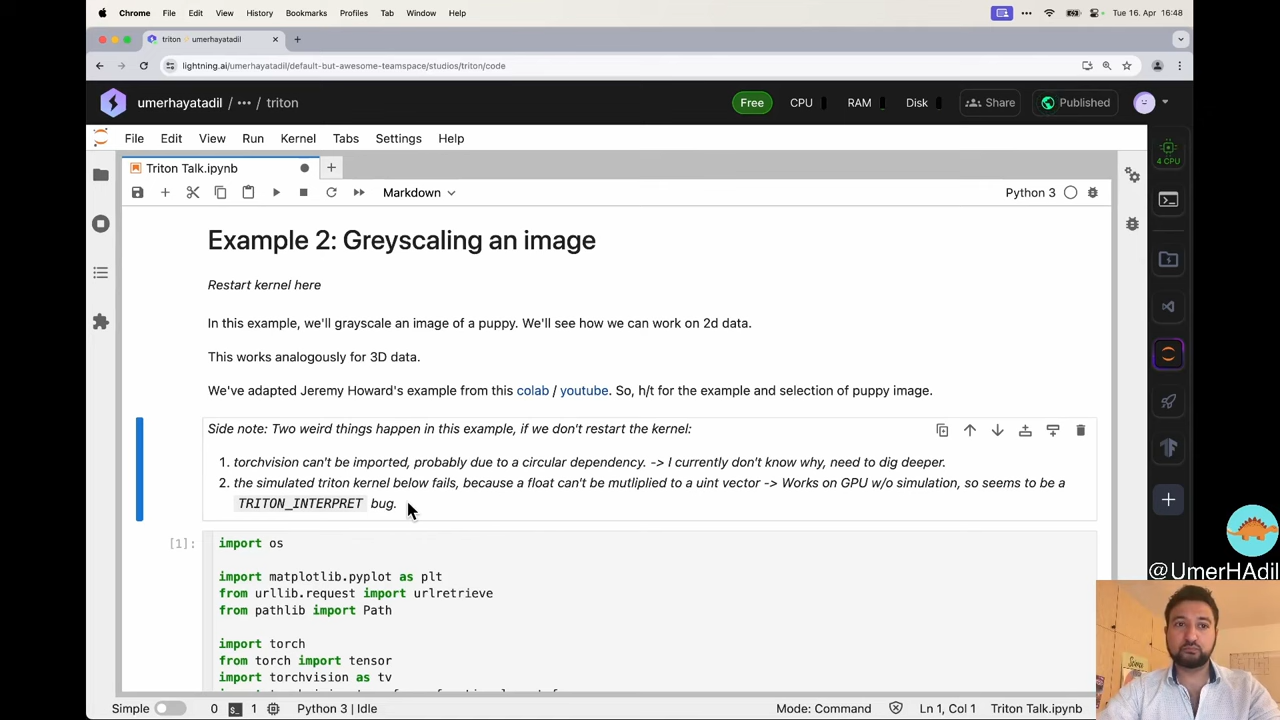 Chrome File Edit View History Bookmarks Profiles Tab Window Help Tue 16. Apr 16:48
triton umerhayatadil
lightning.ai/umerhayatadil/default-but-awesome-teamspace/studios/triton/code
umerhayatadil / ••• / triton Free CPU RAM Disk Share Published
File Edit View Run Kernel Tabs Settings Help
4 CPU
Triton Talk.ipynb
Markdown Python 3
Example 2: Greyscaling an image
Restart kernel here
In this example, we'll grayscale an image of a puppy. We'll see how we can work on 2d data.
This works analogously for 3D data.
We've adapted Jeremy Howard's example from this colab / youtube. So, h/t for the example and selection of puppy image.
Side note: Two weird things happen in this example, if we don't restart the kernel:
1. torchvision can't be imported, probably due to a circular dependency. -> I currently don't know why, need to dig deeper.
2. the simulated triton kernel below fails, because a float can't be mutliplied to a uint vector -> Works on GPU w/o simulation, so seems to be a
TRITON_INTERPRET bug.
[1]: import os
import matplotlib.pyplot as plt
from urllib.request import urlretrieve
from pathlib import Path
import torch
from torch import tensor
import torchvision as tv
@UmerHAdil
Simple 0 1 Python 3 | Idle Mode: Command Ln 1, Col 1 Triton Talk.ipynb